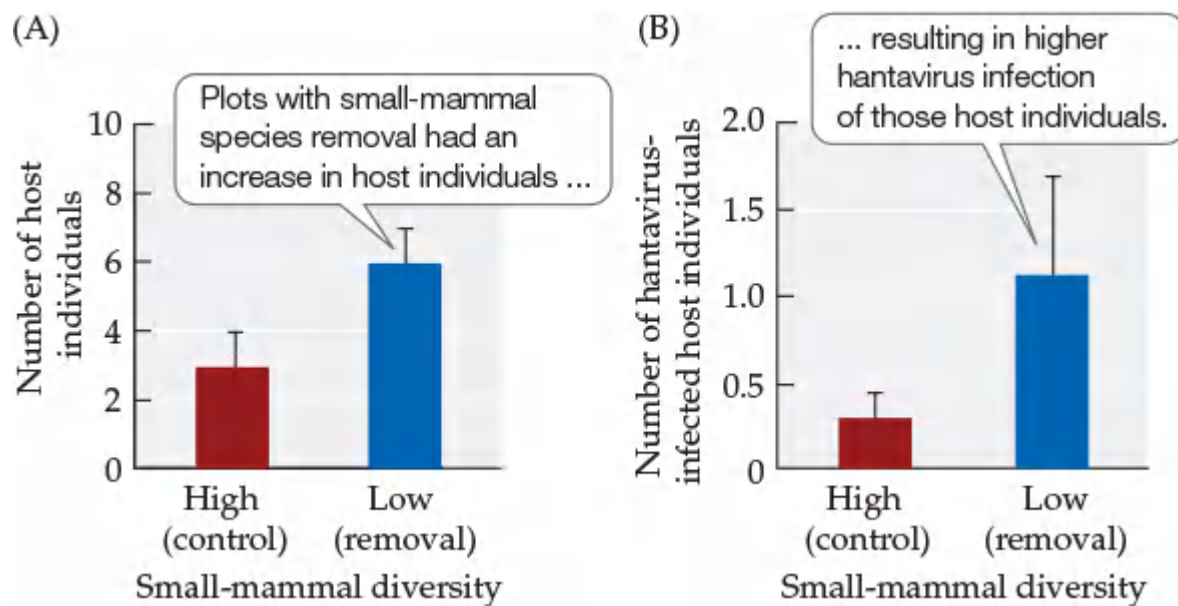 (A)
Plots with small-mammal
species removal had an
increase in host individuals ...
Number of host
individuals
10
8
6
4
2
0
High
(control)
Low
(removal)
Small-mammal diversity
(B)
... resulting in higher
hantavirus infection
of those host individuals.
Number of hantavirus-
infected host individuals
2.0
1.5
1.0
0.5
0
High
(control)
Low
(removal)
Small-mammal diversity